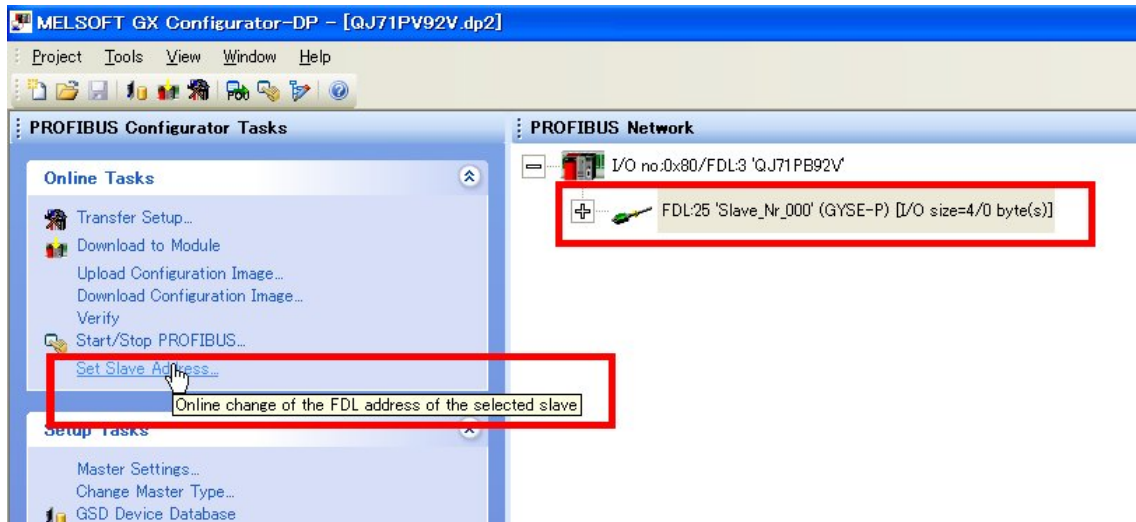 MELSOFT GX Configurator-DP - [QJ71PV92V.dp2]
Project Tools View Window Help
PROFIBUS Configurator Tasks
Online Tasks
Transfer Setup...
Download to Module
Upload Configuration Image...
Download Configuration Image...
Verify
Start/Stop PROFIBUS...
Set Slave Address...
Online change of the FDL address of the selected slave
Setup Tasks
Master Settings...
Change Master Type...
GSD Device Database
PROFIBUS Network
I/O no:0x80/FDL:3 'QJ71PB92V'
FDL:25 'Slave_Nr_000' (GYSE-P) [I/O size=4/0 byte(s)]